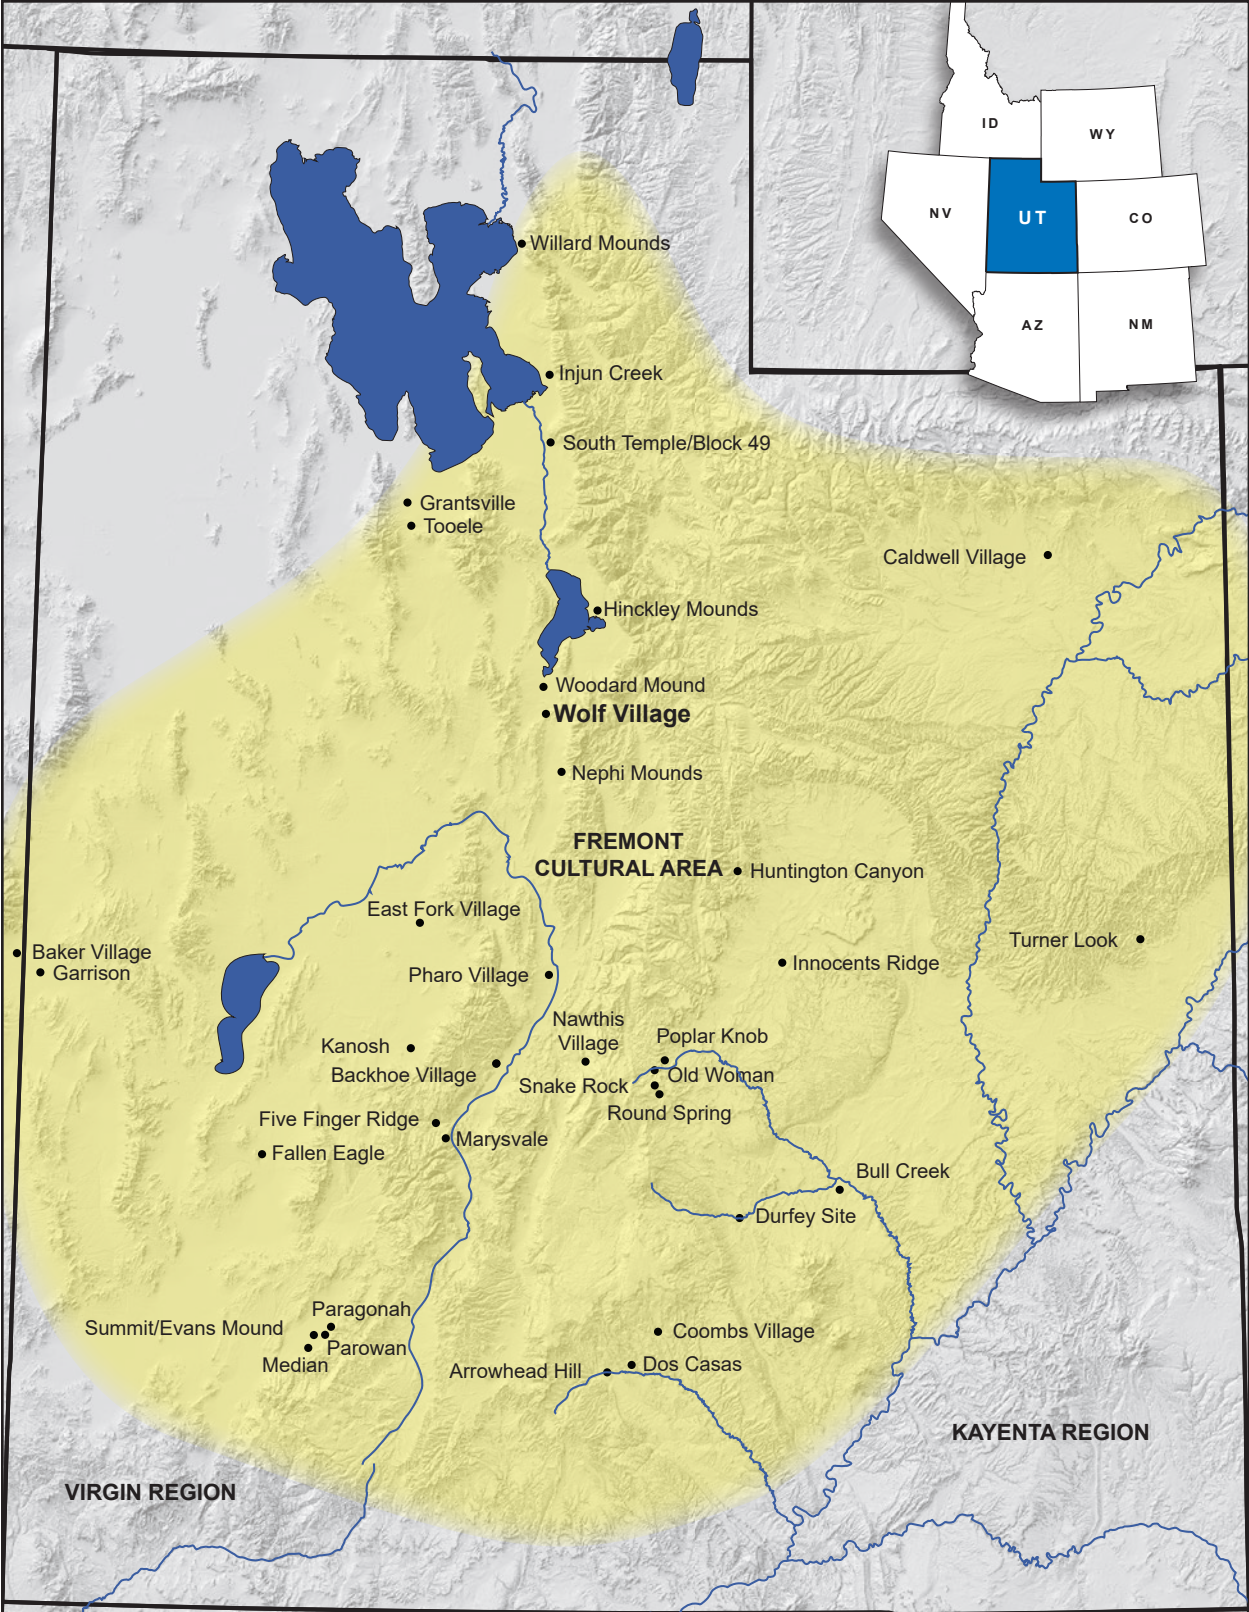 ID
WY
NV
UT
CO
AZ
NM
Willard Mounds
Injun Creek
South Temple/Block 49
Grantsville
Tooele
Caldwell Village
Hinckley Mounds
Woodard Mound
Wolf Village
Nephi Mounds
FREMONT
CULTURAL AREA
Huntington Canyon
East Fork Village
Turner Look
Baker Village
Garrison
Pharo Village
Innocents Ridge
Nawthis
Village
Poplar Knob
Kanosh
Backhoe Village
Old Woman
Snake Rock
Round Spring
Five Finger Ridge
Marysvale
Fallen Eagle
Bull Creek
Durfey Site
Paragonah
Summit/Evans Mound
Parowan
Median
Coombs Village
Dos Casas
Arrowhead Hill
KAYENTA REGION
VIRGIN REGION